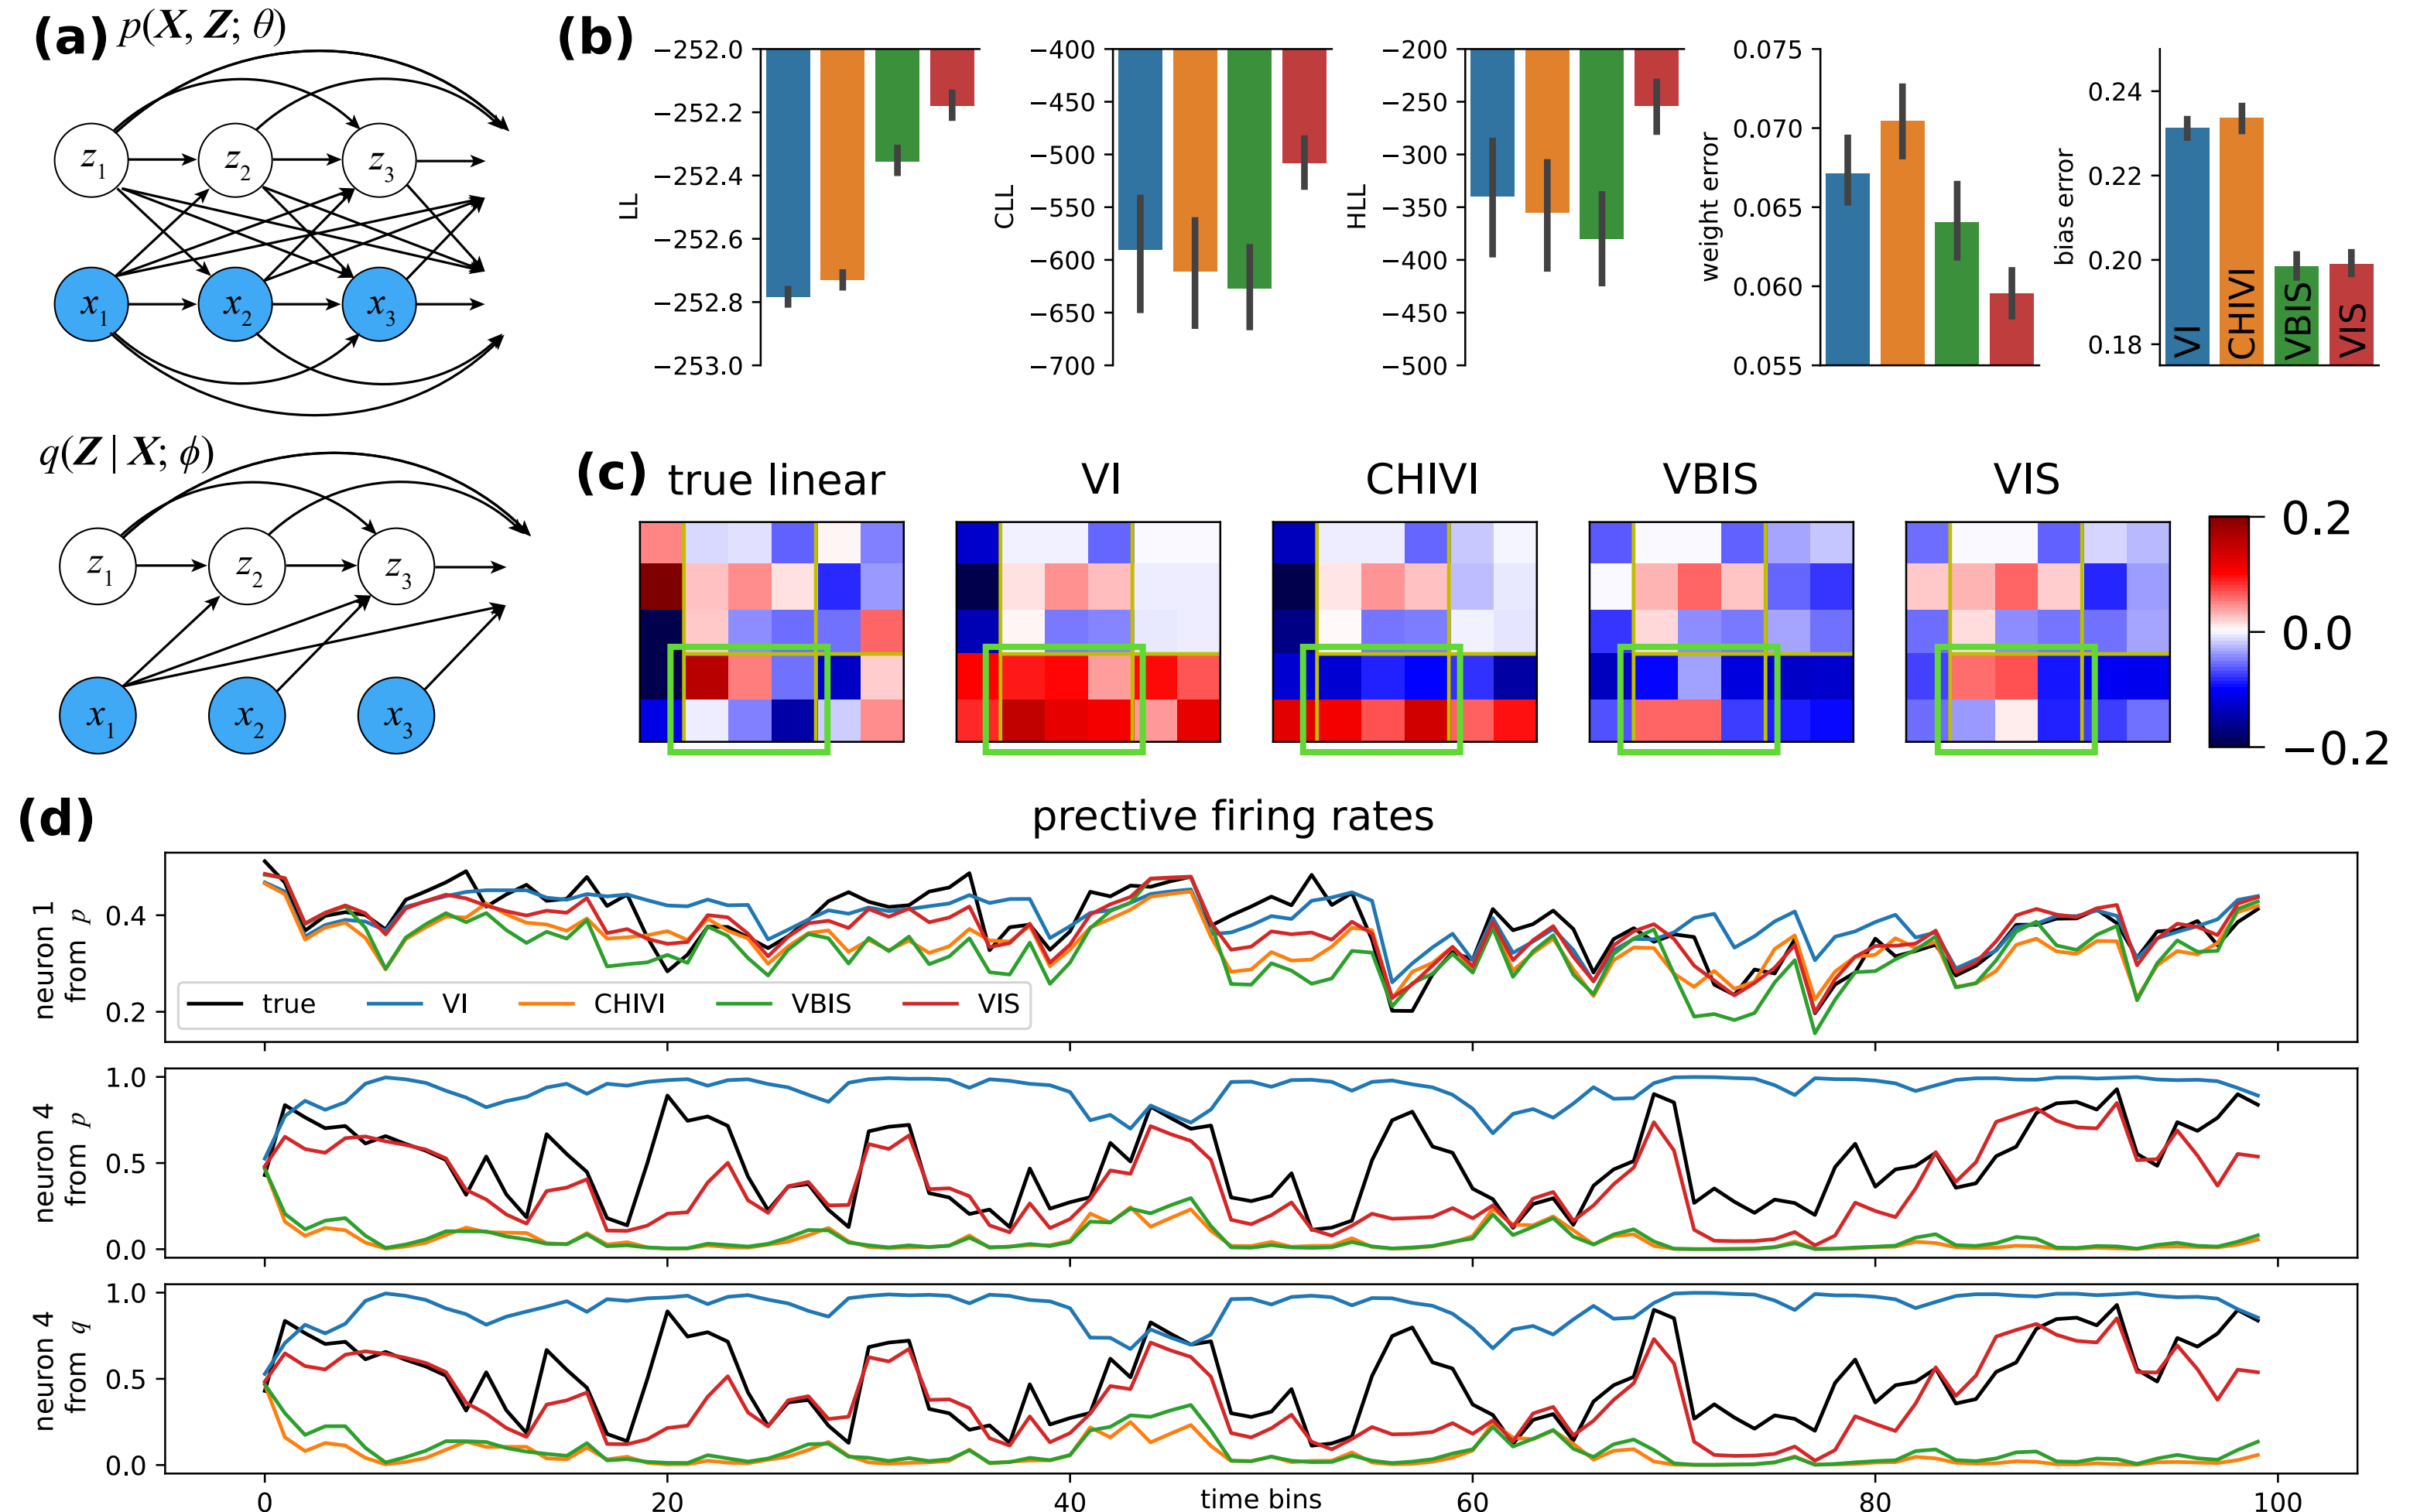 (a) p(X, Z; θ)
z1 z2 z3
x1 x2 x3
q(Z | X; ϕ)
z1 z2 z3
x1 x2 x3
(b)
LL
−252.0
−252.2
−252.4
−252.6
−252.8
−253.0
CLL
−400
−450
−500
−550
−600
−650
−700
HLL
−200
−250
−300
−350
−400
−450
−500
weight error
0.075
0.070
0.065
0.060
0.055
bias error
0.24
0.22
0.20
0.18
VI
CHIVI
VBIS
VIS
(c) true linear VI CHIVI VBIS VIS
0.2
0.0
−0.2
(d) prective firing rates
neuron 1
from p
0.4
0.2
true VI CHIVI VBIS VIS
neuron 4
from p
1.0
0.5
0.0
neuron 4
from q
1.0
0.5
0.0
0 20 40 60 80 100
time bins